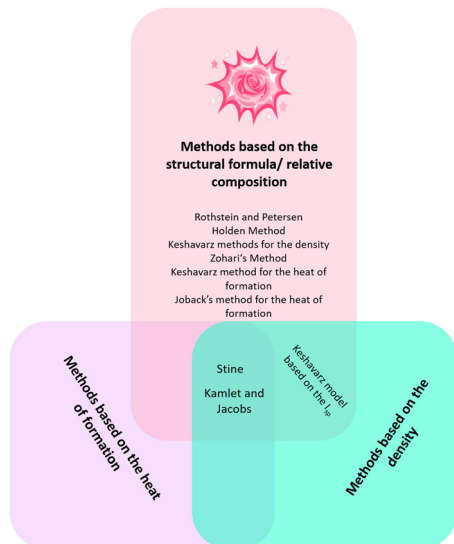 Methods based on the
structural formula/ relative
composition
Rothstein and Petersen
Holden Method
Keshavarz methods for the density
Zohari's Method
Keshavarz method for the heat of
formation
Joback's method for the heat of
formation
Methods based on the heat
of formation
Stine
Kamlet and
Jacobs
Keshavarz model
based on the I_sp
Methods based on the
density